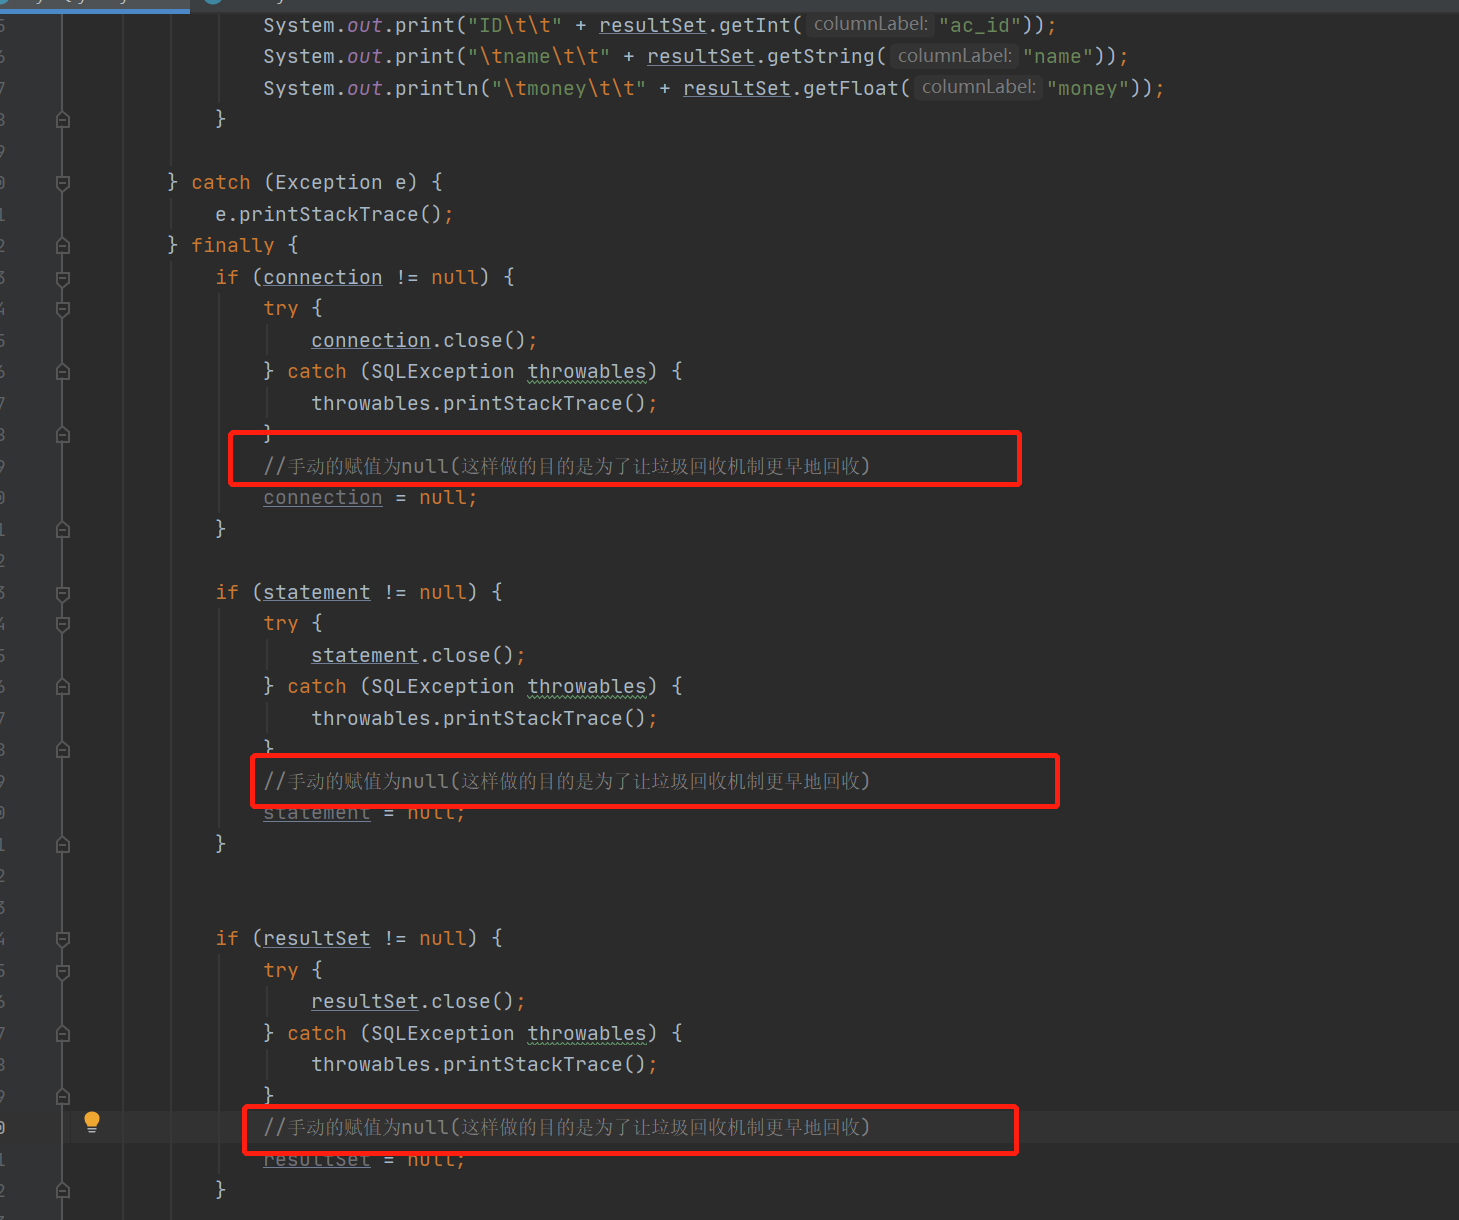 System.out.print("ID\t\t" + resultSet.getInt( columnLabel: "ac_id"));
System.out.print("\tname\t\t" + resultSet.getString( columnLabel: "name"));
System.out.println("\tmoney\t\t" + resultSet.getFloat( columnLabel: "money"));
}
} catch (Exception e) {
e.printStackTrace();
} finally {
if (connection != null) {
try {
connection.close();
} catch (SQLException throwables) {
throwables.printStackTrace();
}
//手动的赋值为null(这样做的目的是为了让垃圾回收机制更早地回收)
connection = null;
}
if (statement != null) {
try {
statement.close();
} catch (SQLException throwables) {
throwables.printStackTrace();
}
//手动的赋值为null(这样做的目的是为了让垃圾回收机制更早地回收)
statement = null;
}
if (resultSet != null) {
try {
resultSet.close();
} catch (SQLException throwables) {
throwables.printStackTrace();
}
//手动的赋值为null(这样做的目的是为了让垃圾回收机制更早地回收)
resultSet = null;
}